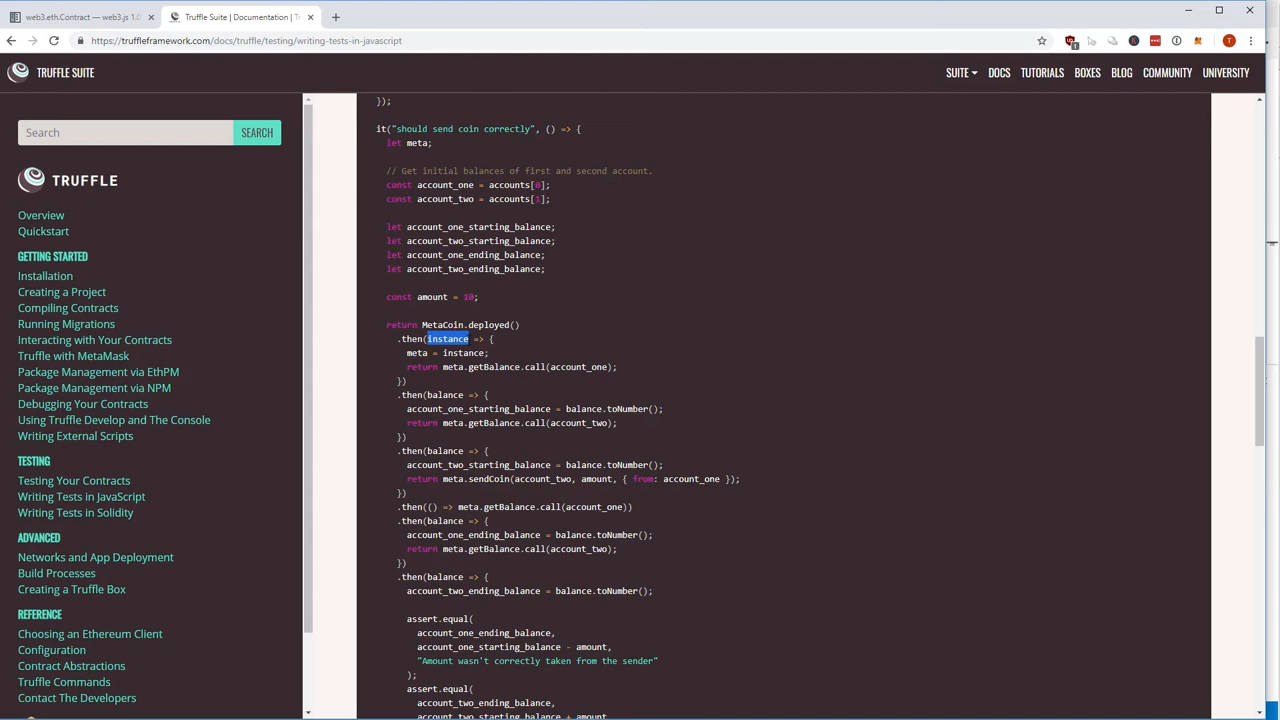 web3.eth.Contract — web3.js 1.0
Truffle Suite | Documentation | T
https://truffleframework.com/docs/truffle/testing/writing-tests-in-javascript
1
T
TRUFFLE SUITE
SUITE
DOCS
TUTORIALS
BOXES
BLOG
COMMUNITY
UNIVERSITY
Search
SEARCH
TRUFFLE
Overview
Quickstart
GETTING STARTED
Installation
Creating a Project
Compiling Contracts
Running Migrations
Interacting with Your Contracts
Truffle with MetaMask
Package Management via EthPM
Package Management via NPM
Debugging Your Contracts
Using Truffle Develop and The Console
Writing External Scripts
TESTING
Testing Your Contracts
Writing Tests in JavaScript
Writing Tests in Solidity
ADVANCED
Networks and App Deployment
Build Processes
Creating a Truffle Box
REFERENCE
Choosing an Ethereum Client
Configuration
Contract Abstractions
Truffle Commands
Contact The Developers
});
it("should send coin correctly", () => {
let meta;
// Get initial balances of first and second account.
const account_one = accounts[0];
const account_two = accounts[1];
let account_one_starting_balance;
let account_two_starting_balance;
let account_one_ending_balance;
let account_two_ending_balance;
const amount = 10;
return MetaCoin.deployed()
.then(instance => {
meta = instance;
return meta.getBalance.call(account_one);
})
.then(balance => {
account_one_starting_balance = balance.toNumber();
return meta.getBalance.call(account_two);
})
.then(balance => {
account_two_starting_balance = balance.toNumber();
return meta.sendCoin(account_two, amount, { from: account_one });
})
.then(() => meta.getBalance.call(account_one))
.then(balance => {
account_one_ending_balance = balance.toNumber();
return meta.getBalance.call(account_two);
})
.then(balance => {
account_two_ending_balance = balance.toNumber();
assert.equal(
account_one_ending_balance,
account_one_starting_balance - amount,
"Amount wasn't correctly taken from the sender"
);
assert.equal(
account_two_ending_balance,
account_two_starting_balance + amount,